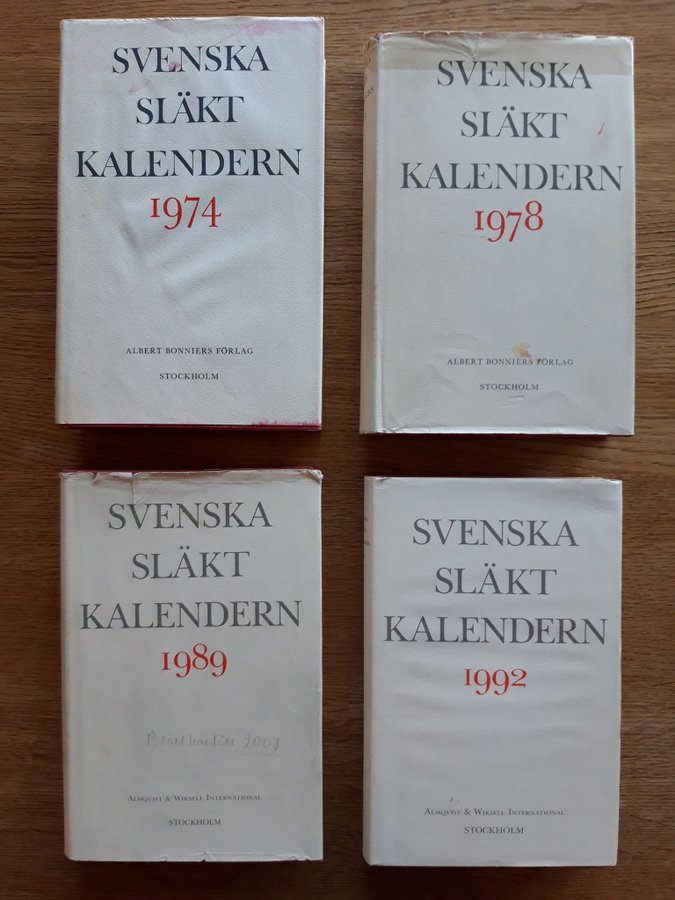 SVENSKA
SLÄKT
KALENDERN
1974
ALBERT BONNIERS FÖRLAG
STOCKHOLM
SVENSKA
SLÄKT
KALENDERN
1978
ALBERT BONNIERS FÖRLAG
STOCKHOLM
SVENSKA
SLÄKT
KALENDERN
1989
2008
ALMQVIST & WIKSELL INTERNATIONAL
STOCKHOLM
SVENSKA
SLÄKT
KALENDERN
1992
ALMQVIST & WIKSELL INTERNATIONAL
STOCKHOLM